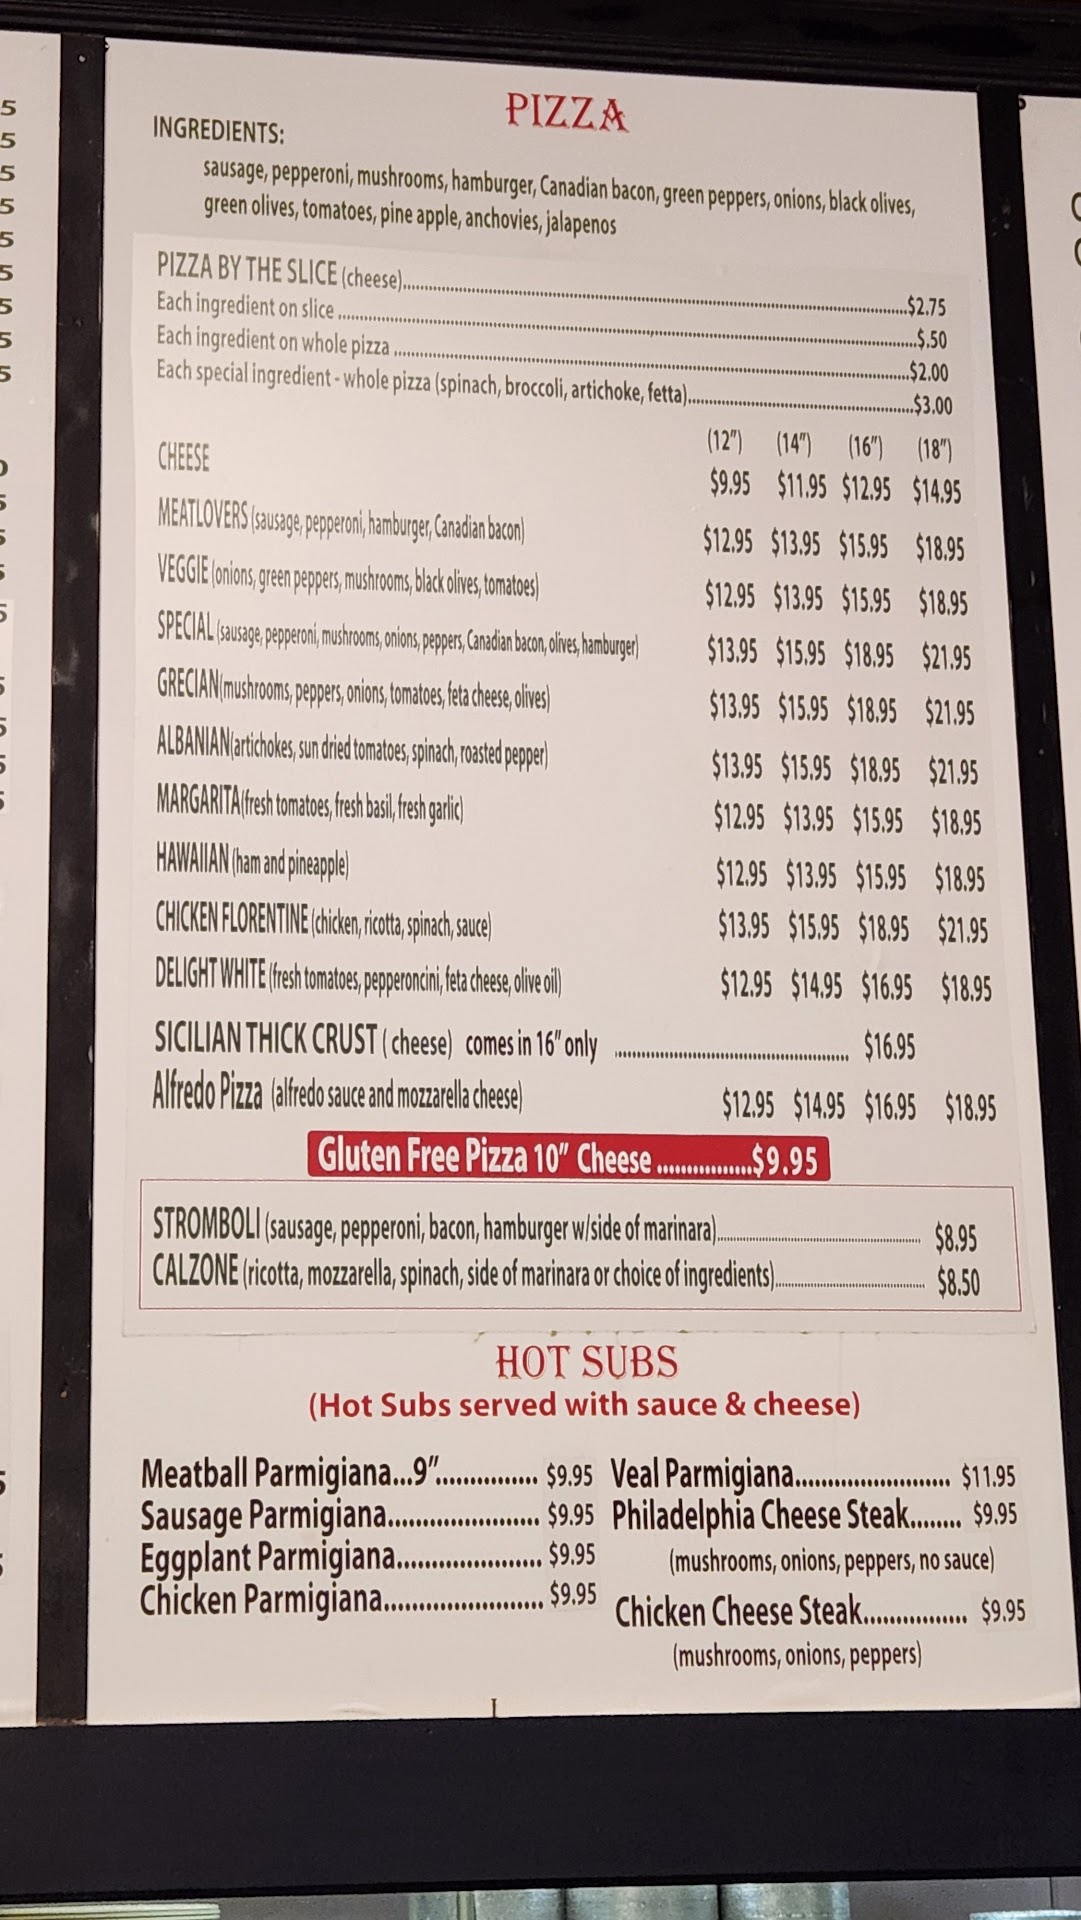 PIZZA
INGREDIENTS:
sausage, pepperoni, mushrooms, hamburger, Canadian bacon, green peppers, onions, black olives,
green olives, tomatoes, pine apple, anchovies, jalapenos
PIZZA BY THE SLICE (cheese)....$2.75
Each ingredient on slice....$.50
Each ingredient on whole pizza....$2.00
Each special ingredient - whole pizza (spinach, broccoli, artichoke, fetta)....$3.00
(12") (14") (16") (18")
CHEESE $9.95 $11.95 $12.95 $14.95
MEATLOVERS (sausage, pepperoni, hamburger, Canadian bacon) $12.95 $13.95 $15.95 $18.95
VEGGIE (onions, green peppers, mushrooms, black olives, tomatoes) $12.95 $13.95 $15.95 $18.95
SPECIAL (sausage, pepperoni, mushrooms, onions, peppers, Canadian bacon, olives, hamburger) $13.95 $15.95 $18.95 $21.95
GRECIAN(mushrooms, peppers, onions, tomatoes, feta cheese, olives) $13.95 $15.95 $18.95 $21.95
ALBANIAN(artichokes, sun dried tomatoes, spinach, roasted pepper) $13.95 $15.95 $18.95 $21.95
MARGARITA(fresh tomatoes, fresh basil, fresh garlic) $12.95 $13.95 $15.95 $18.95
HAWAIIAN (ham and pineapple) $12.95 $13.95 $15.95 $18.95
CHICKEN FLORENTINE (chicken, ricotta, spinach, sauce) $13.95 $15.95 $18.95 $21.95
DELIGHT WHITE (fresh tomatoes, pepperoncini, feta cheese, olive oil) $12.95 $14.95 $16.95 $18.95
SICILIAN THICK CRUST ( cheese) comes in 16" only .... $16.95
Alfredo Pizza (alfredo sauce and mozzarella cheese) $12.95 $14.95 $16.95 $18.95
Gluten Free Pizza 10" Cheese ....$9.95
STROMBOLI (sausage, pepperoni, bacon, hamburger w/side of marinara).... $8.95
CALZONE (ricotta, mozzarella, spinach, side of marinara or choice of ingredients).... $8.50
HOT SUBS
(Hot Subs served with sauce & cheese)
Meatball Parmigiana...9".... $9.95
Sausage Parmigiana.... $9.95
Eggplant Parmigiana.... $9.95
Chicken Parmigiana.... $9.95
Veal Parmigiana.... $11.95
Philadelphia Cheese Steak.... $9.95
(mushrooms, onions, peppers, no sauce)
Chicken Cheese Steak.... $9.95
(mushrooms, onions, peppers)